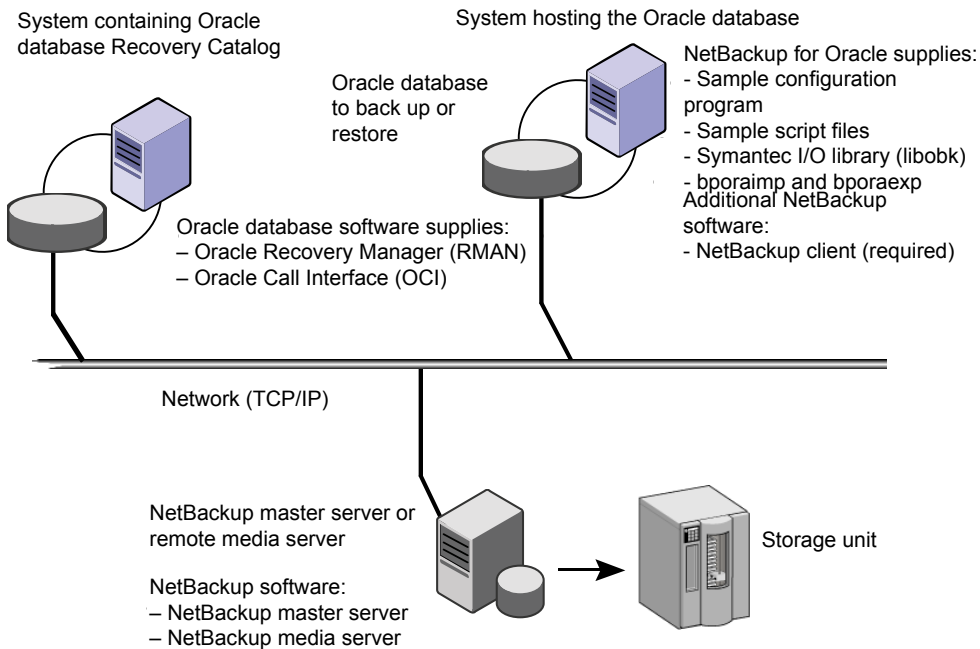 System containing Oracle
database Recovery Catalog
System hosting the Oracle database
Oracle database
to back up or
restore
NetBackup for Oracle supplies:
- Sample configuration
program
- Sample script files
- Symantec I/O library (libobk)
- bporaimp and bporaexp
Additional NetBackup
software:
- NetBackup client (required)
Oracle database software supplies:
– Oracle Recovery Manager (RMAN)
– Oracle Call Interface (OCI)
Network (TCP/IP)
NetBackup master server or
remote media server
NetBackup software:
– NetBackup master server
– NetBackup media server
Storage unit